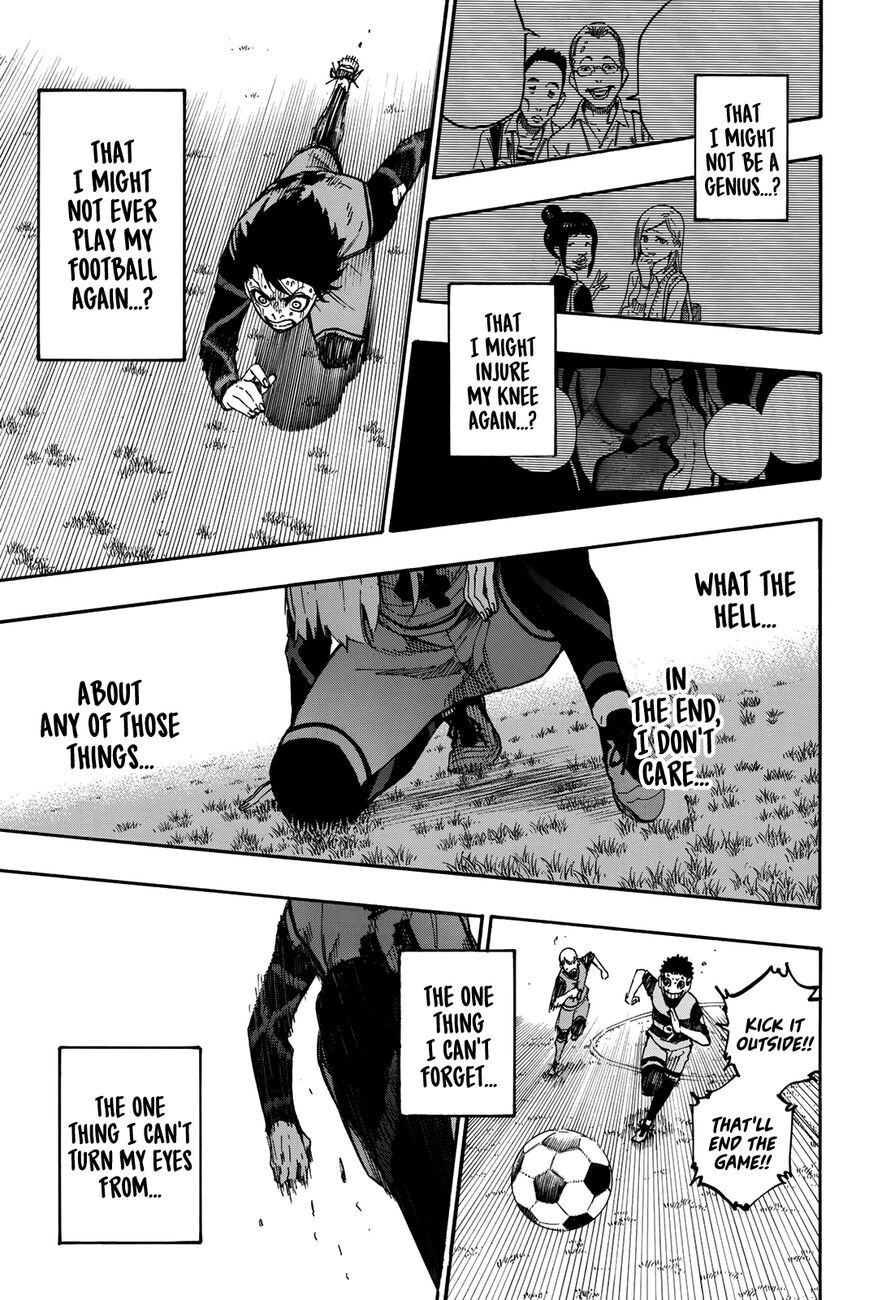 THAT
I MIGHT
NOT BE A
GENIUS...?
THAT
I MIGHT
INJURE
MY KNEE
AGAIN...?
THAT
I MIGHT
NOT EVER
PLAY MY
FOOTBALL
AGAIN...?
WHAT THE
HELL...
IN
THE END,
I DON'T
CARE...
ABOUT
ANY OF THOSE
THINGS...
KICK IT
OUTSIDE!!
THAT'LL
END THE
GAME!!
THE ONE
THING
I CAN'T
FORGET...
THE ONE
THING I CAN'T
TURN MY EYES
FROM...